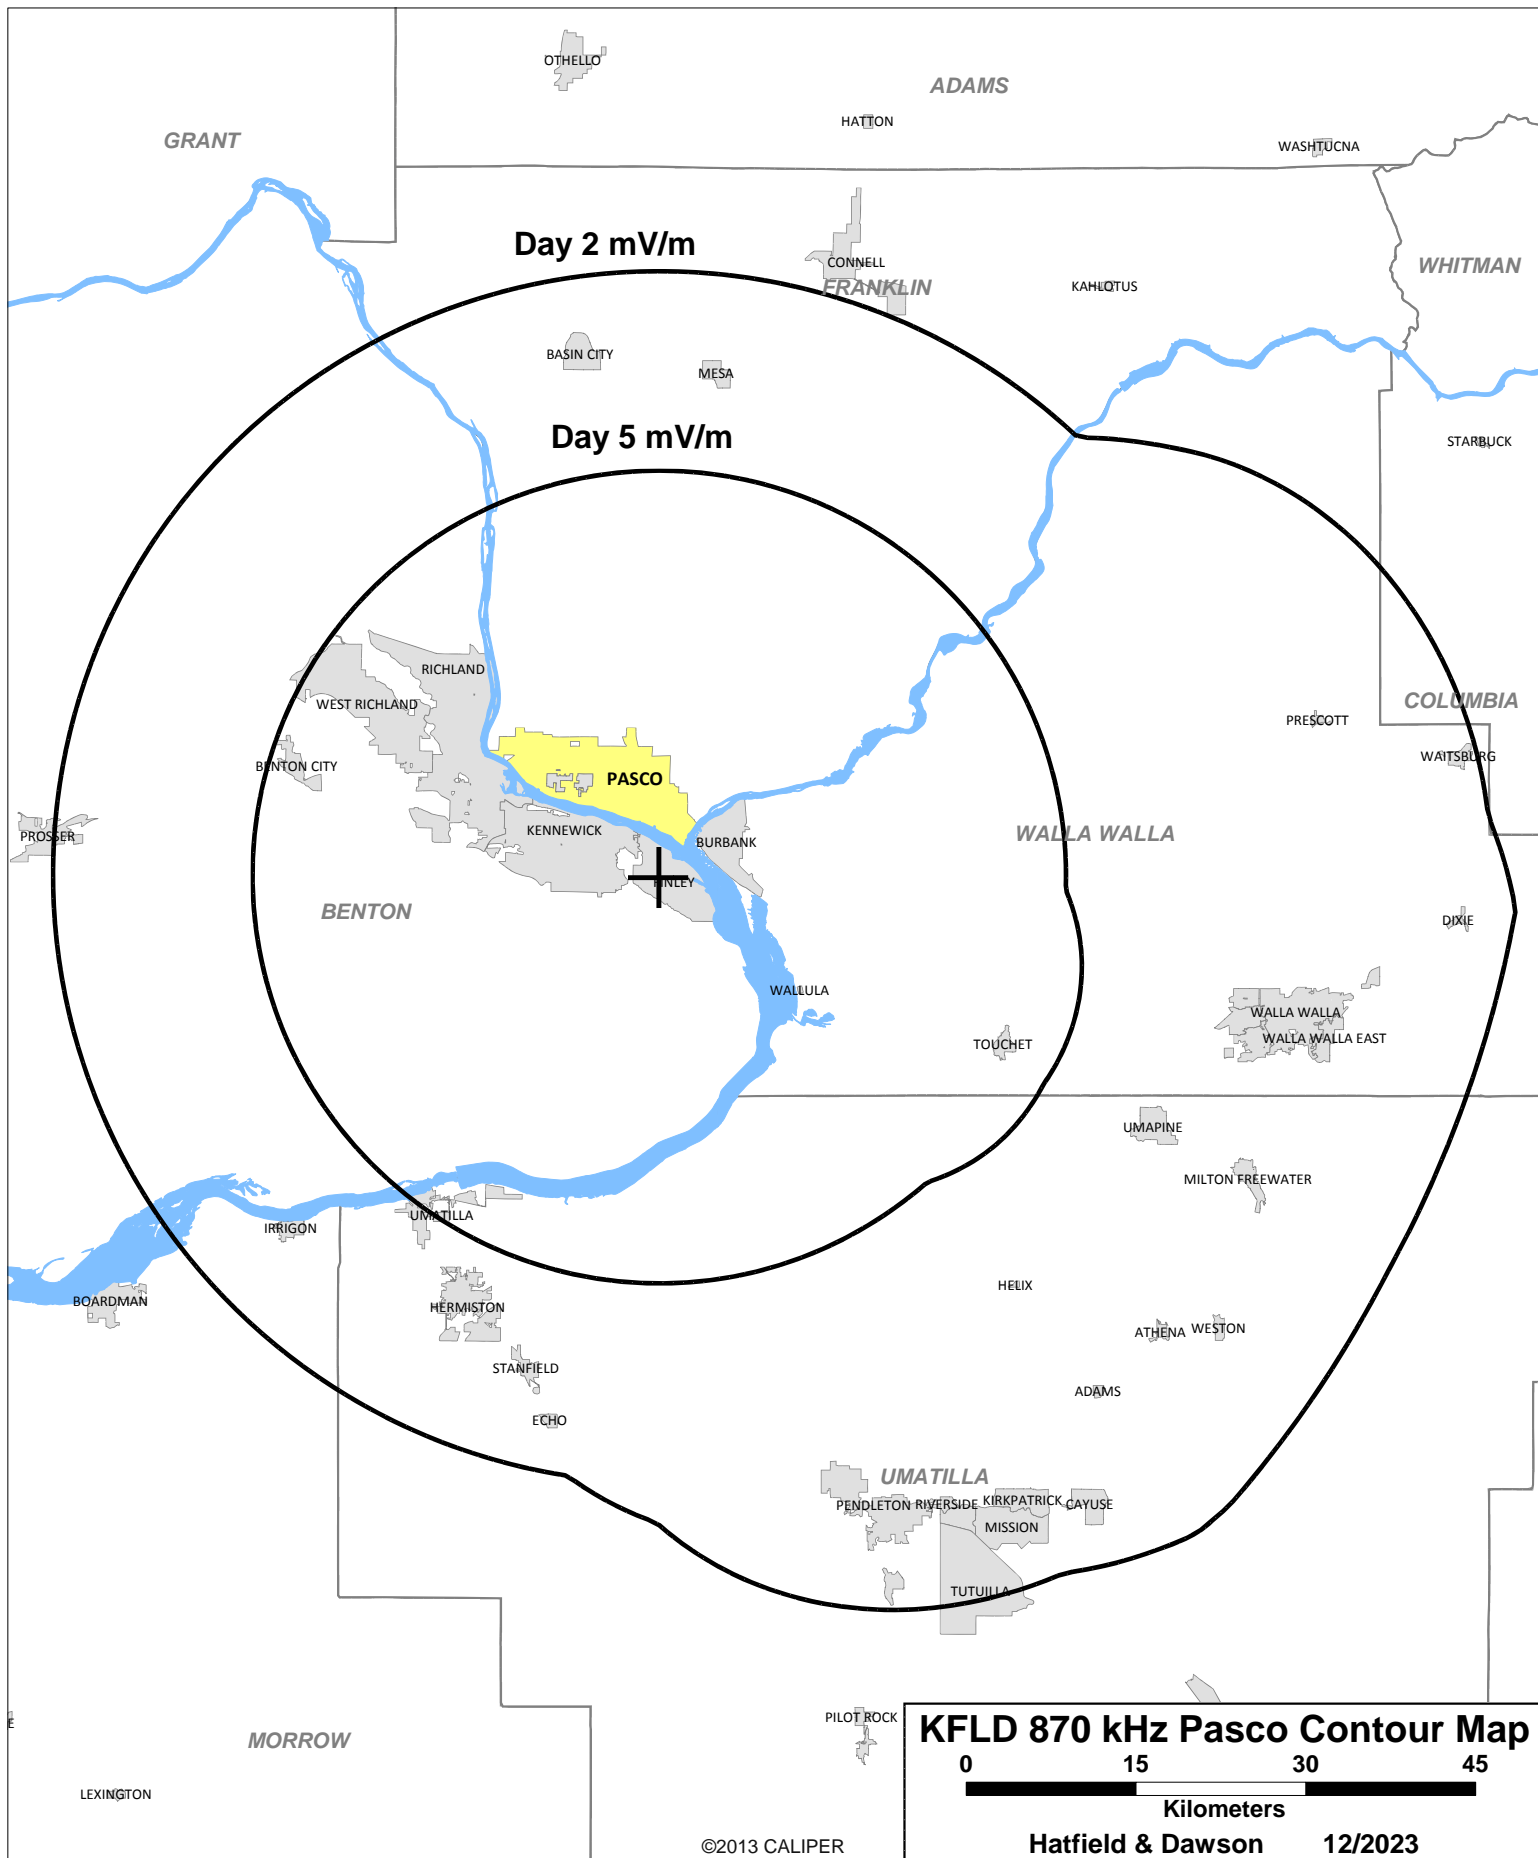 OTHELLO
ADAMS
HATTON
GRANT
WASHTUCNA
Day 2 mV/m
CONNELL
WHITMAN
FRANKLIN
KAHLOTUS
BASIN CITY
MESA
Day 5 mV/m
STARBUCK
RICHLAND
WEST RICHLAND
COLUMBIA
PRESCOTT
WAITSBURG
BENTON CITY
PASCO
PROSSER
KENNEWICK
WALLA WALLA
BURBANK
FINLEY
BENTON
DIXIE
WALLULA
WALLA WALLA
WALLA WALLA EAST
TOUCHET
UMAPINE
MILTON FREEWATER
UMATILLA
IRRIGON
HELIX
BOARDMAN
HERMISTON
ATHENA
WESTON
STANFIELD
ADAMS
ECHO
UMATILLA
PENDLETON
RIVERSIDE
KIRKPATRICK
CAYUSE
MISSION
TUTUILLA
PILOT ROCK
E
MORROW
LEXINGTON
KFLD 870 kHz Pasco Contour Map
0 15 30 45
Kilometers
Hatfield & Dawson 12/2023
©2013 CALIPER